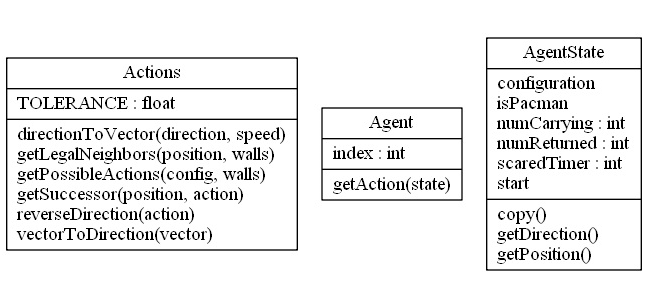 Actions
TOLERANCE : float
directionToVector(direction, speed)
getLegalNeighbors(position, walls)
getPossibleActions(config, walls)
getSuccessor(position, action)
reverseDirection(action)
vectorToDirection(vector)
Agent
index : int
getAction(state)
AgentState
configuration
isPacman
numCarrying : int
numReturned : int
scaredTimer : int
start
copy()
getDirection()
getPosition()